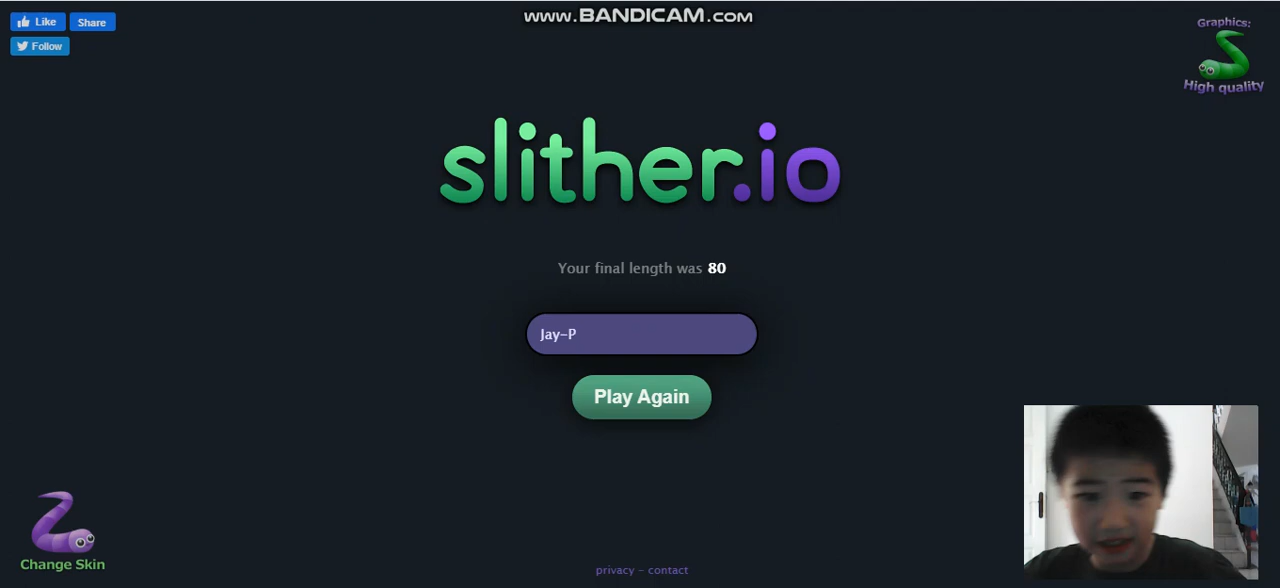 Like Share
Follow
www.BANDICAM.com
Graphics:
High quality
slither.io
Your final length was 80
Jay-P
Play Again
Change Skin
privacy - contact